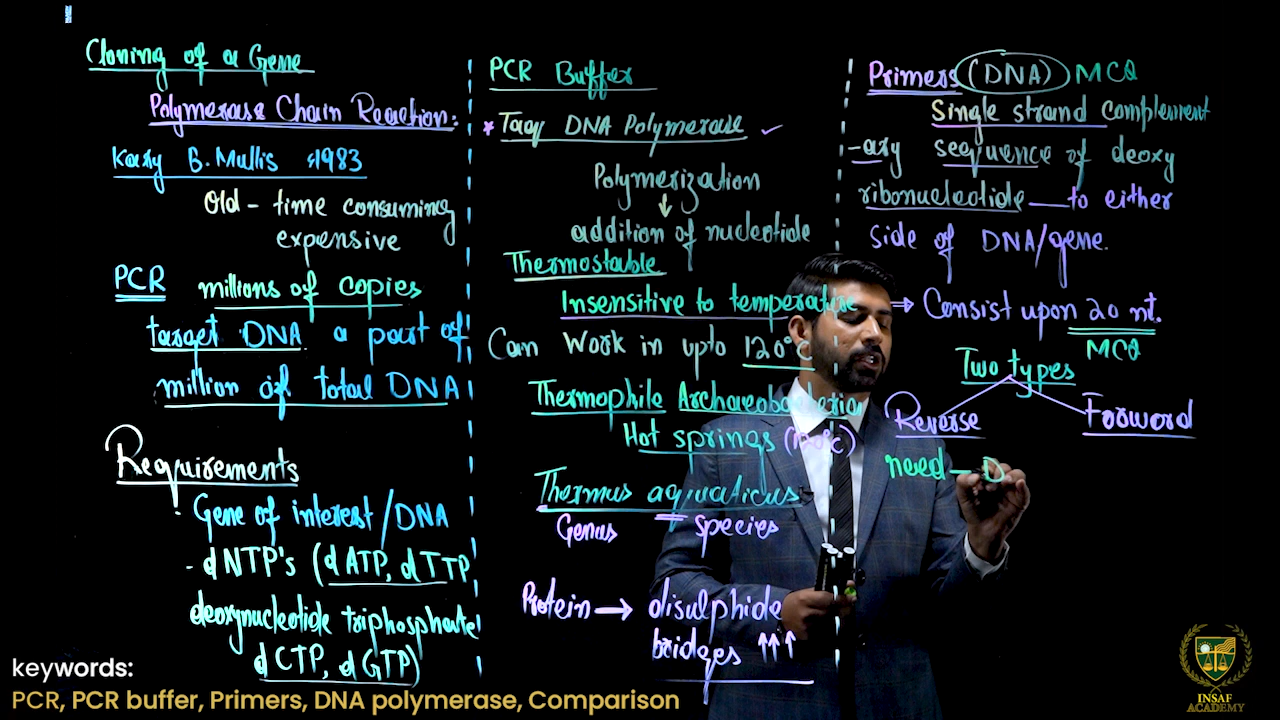 Cloning of a Gene
Polymerase Chain Reaction:
Kary B. Mullis 1983
Old - time consuming
expensive
PCR millions of copies
target DNA a part of
million of total DNA
Requirements
Gene of interest/DNA
- dNTP's (dATP, dTTP
deoxynucleotide triphosphate
dCTP, dGTP)
PCR Buffer
* Taq DNA Polymerase ✓
Polymerization
↓
addition of nucleotide
Thermostable
Insensitive to temperature
Can Work in upto 120°C
Thermophile Archaeobacterion
Hot springs (120°C)
Thermus aquaticus
Genus species
Protein → disulphide
bridges ↑↑↑
Primers (DNA) MCQ
Single strand complement
-ary sequence of deoxy
ribonucleotide — to either
side of DNA/gene.
⇒ Consist upon 20 nt.
MCQ
Two types
Reverse Forword
need - D
keywords:
PCR, PCR buffer, Primers, DNA polymerase, Comparison
INSAF
ACADEMY